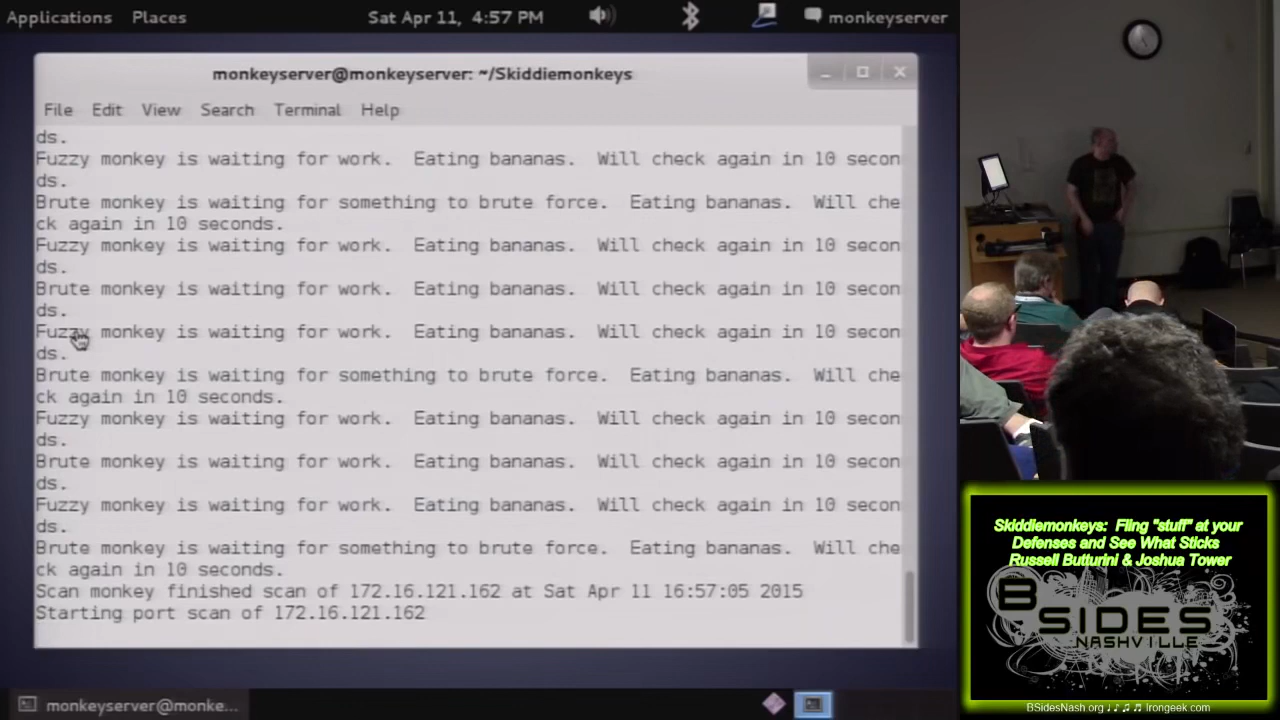 Applications Places Sat Apr 11, 4:57 PM monkeyserver
monkeyserver@monkeyserver: ~/Skiddiemonkeys
File Edit View Search Terminal Help
ds.
Fuzzy monkey is waiting for work.  Eating bananas.  Will check again in 10 secon
ds.
Brute monkey is waiting for something to brute force.  Eating bananas.  Will che
ck again in 10 seconds.
Fuzzy monkey is waiting for work.  Eating bananas.  Will check again in 10 secon
ds.
Brute monkey is waiting for work.  Eating bananas.  Will check again in 10 secon
ds.
Fuzzy monkey is waiting for work.  Eating bananas.  Will check again in 10 secon
ds.
Brute monkey is waiting for something to brute force.  Eating bananas.  Will che
ck again in 10 seconds.
Fuzzy monkey is waiting for work.  Eating bananas.  Will check again in 10 secon
ds.
Brute monkey is waiting for work.  Eating bananas.  Will check again in 10 secon
ds.
Fuzzy monkey is waiting for work.  Eating bananas.  Will check again in 10 secon
ds.
Brute monkey is waiting for something to brute force.  Eating bananas.  Will che
ck again in 10 seconds.
Scan monkey finished scan of 172.16.121.162 at Sat Apr 11 16:57:05 2015
Starting port scan of 172.16.121.162
monkeyserver@monke...
Skiddiemonkeys: Fling "stuff" at your
Defenses and See What Sticks
Russell Butturini & Joshua Tower
BSIDES
NASHVILLE
BSidesNash.org ♩♪♫♬ Irongeek.com